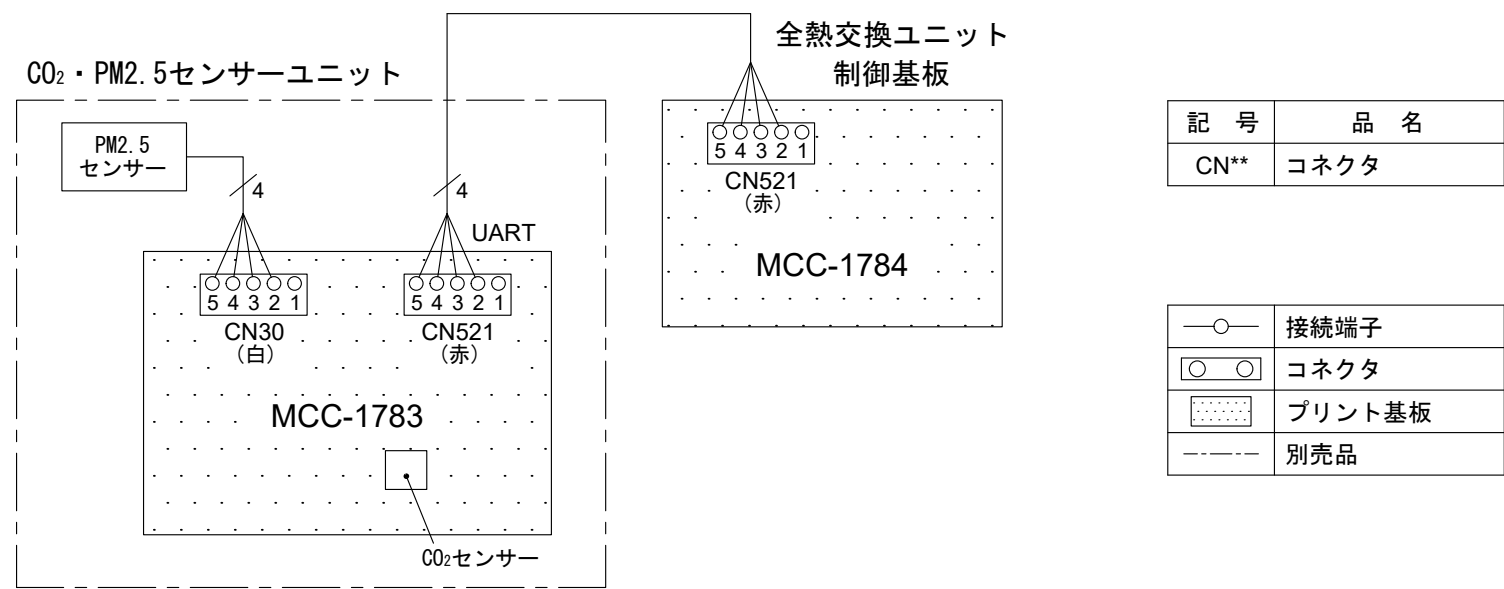 CO₂・PM2.5センサーユニット
PM2.5
センサー
4
4
UART
5 4 3 2 1
CN30
(白)
5 4 3 2 1
CN521
(赤)
MCC-1783
CO₂センサー
全熱交換ユニット
制御基板
5 4 3 2 1
CN521
(赤)
MCC-1784
記 号 品 名
CN** コネクタ
接続端子
コネクタ
プリント基板
別売品